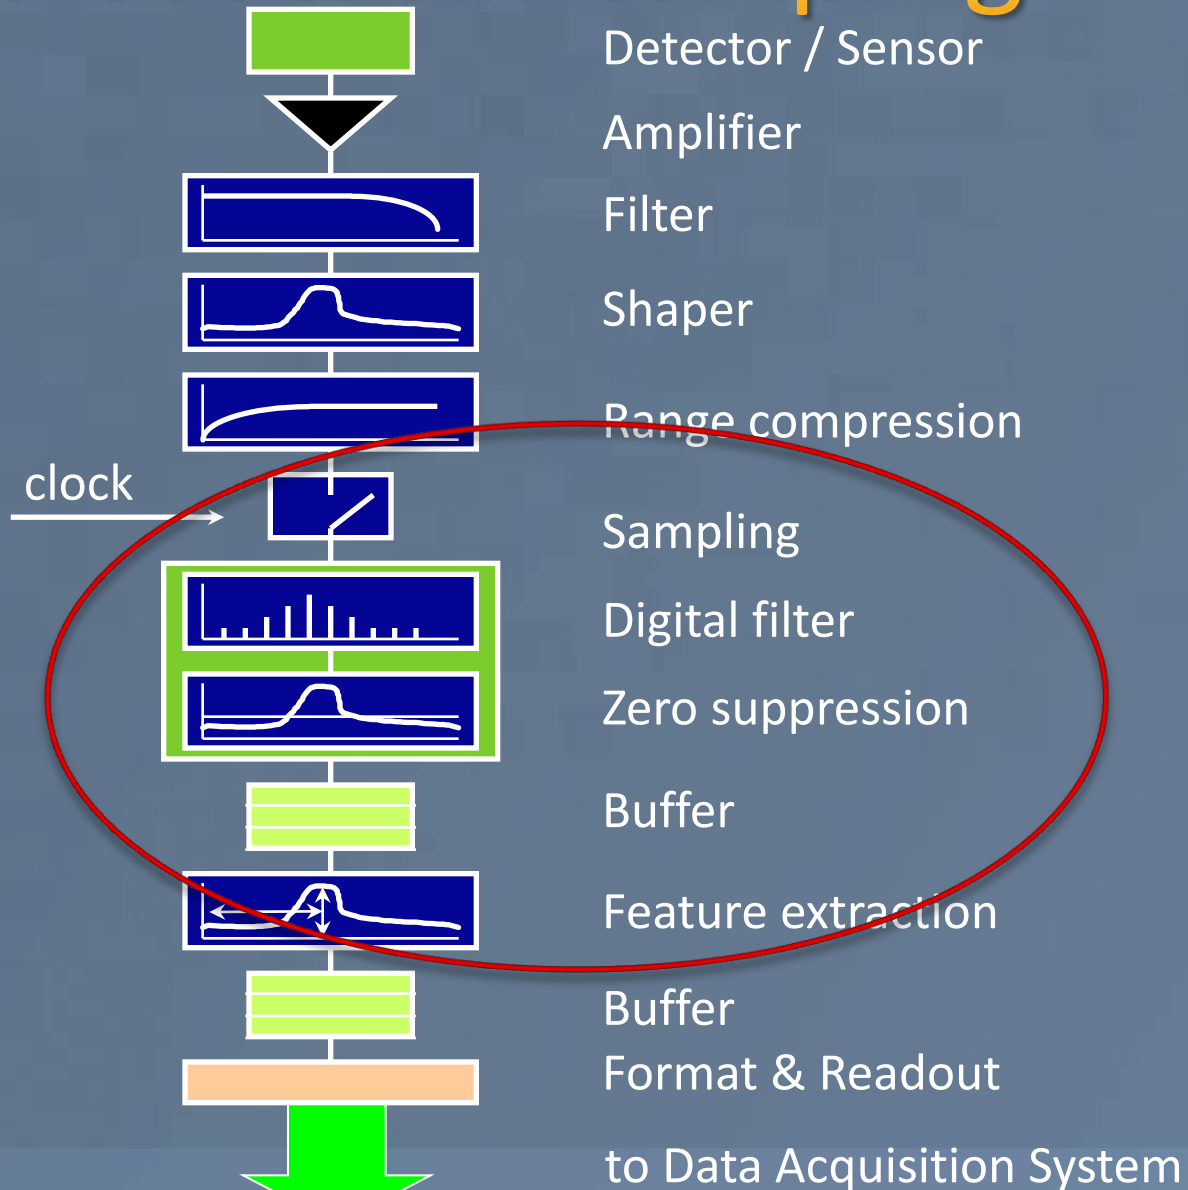 Detector / Sensor
Amplifier
Filter
Shaper
Range compression
clock
Sampling
Digital filter
Zero suppression
Buffer
Feature extraction
Buffer
Format & Readout
to Data Acquisition System